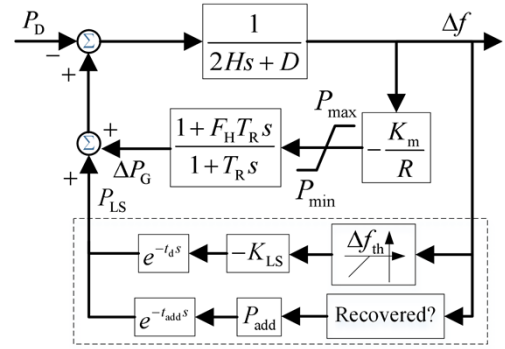 P_D
Δf
−
Σ
+
1
2Hs + D
P_max
P_min
−
K_m
R
1 + F_H T_R s
1 + T_R s
+
Σ
+
ΔP_G
P_LS
e^{-t_d s}
−K_LS
Δf_th
e^{-t_add s}
P_add
Recovered?